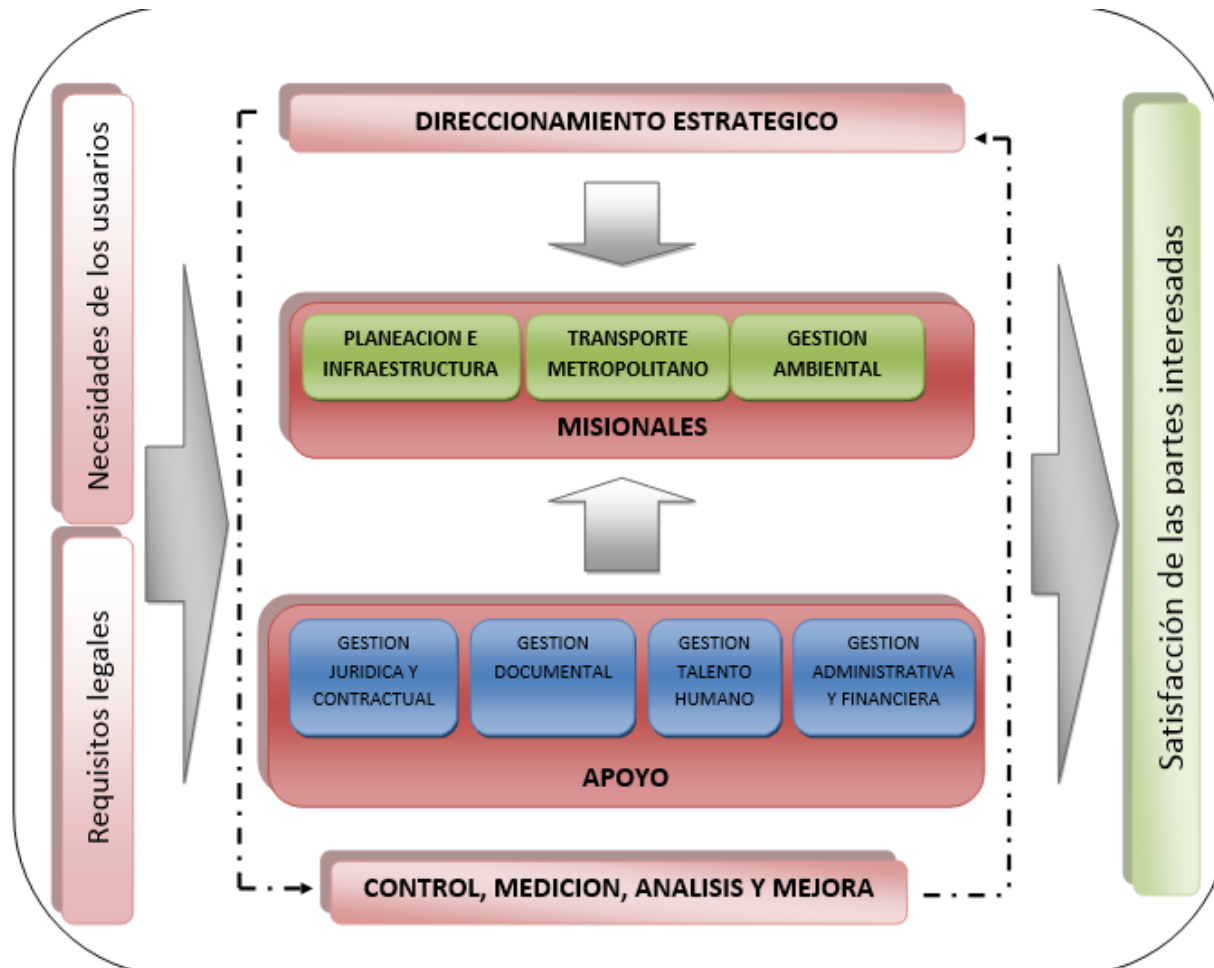 Necesidades de los usuarios
Requisitos legales
DIRECCIONAMIENTO ESTRATEGICO
PLANEACION E
INFRAESTRUCTURA
TRANSPORTE
METROPOLITANO
GESTION
AMBIENTAL
MISIONALES
GESTION
JURIDICA Y
CONTRACTUAL
GESTION
DOCUMENTAL
GESTION
TALENTO
HUMANO
GESTION
ADMINISTRATIVA
Y FINANCIERA
APOYO
CONTROL, MEDICION, ANALISIS Y MEJORA
Satisfacción de las partes interesadas